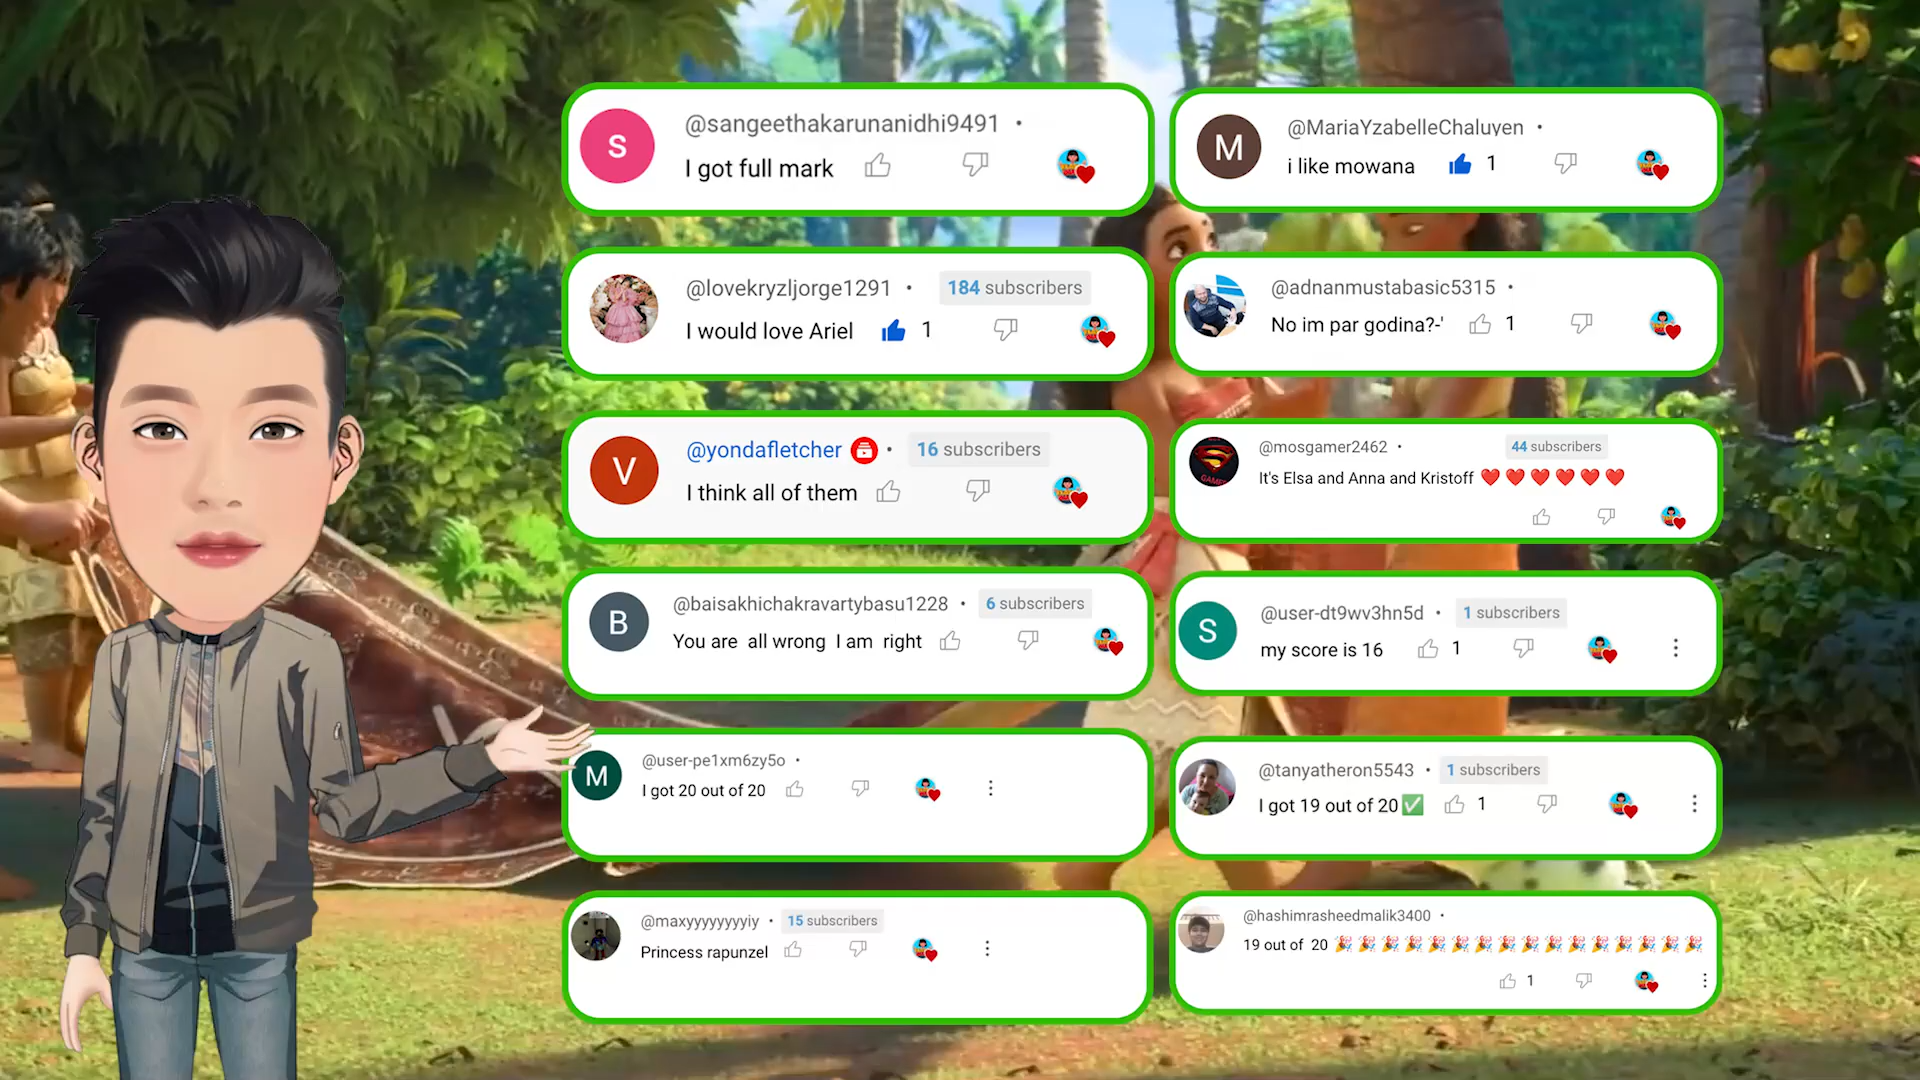 S
@sangeethakarunanidhi9491 •
I got full mark
M
@MariaYzabelleChaluyen •
i like mowana 1
@lovekryzljorge1291 • 184 subscribers
I would love Ariel 1
@adnanmustabasic5315 •
No im par godina?-' 1
V
@yondafletcher • 16 subscribers
I think all of them
@mosgamer2462 • 44 subscribers
It's Elsa and Anna and Kristoff ❤️❤️❤️❤️❤️❤️
B
@baisakhichakravartybasu1228 • 6 subscribers
You are all wrong I am right
S
@user-dt9wv3hn5d • 1 subscribers
my score is 16 1
M
@user-pe1xm6zy5o •
I got 20 out of 20
@tanyatheron5543 • 1 subscribers
I got 19 out of 20 ✅ 1
@maxyyyyyyyyiy • 15 subscribers
Princess rapunzel
@hashimrasheedmalik3400 •
19 out of 20 🎉🎉🎉🎉🎉🎉🎉🎉🎉🎉🎉🎉🎉🎉🎉🎉
1